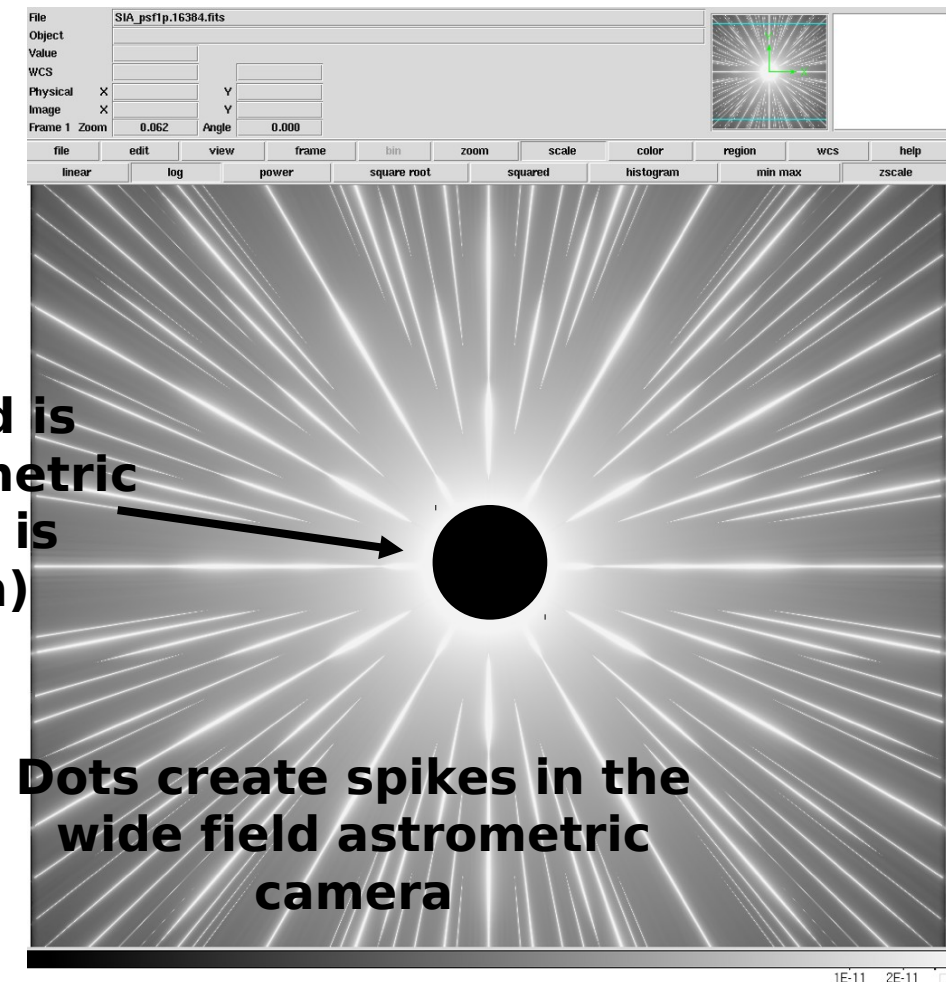 File SIA_psf1p.16384.fits
Object
Value
WCS
Physical X Y
Image X Y
Frame 1 Zoom 0.062 Angle 0.000
file edit view frame bin zoom scale color region wcs help
linear log power square root squared histogram min max zscale
is
metric
is
Dots create spikes in the
wide field astrometric
camera
1E-11 2E-11